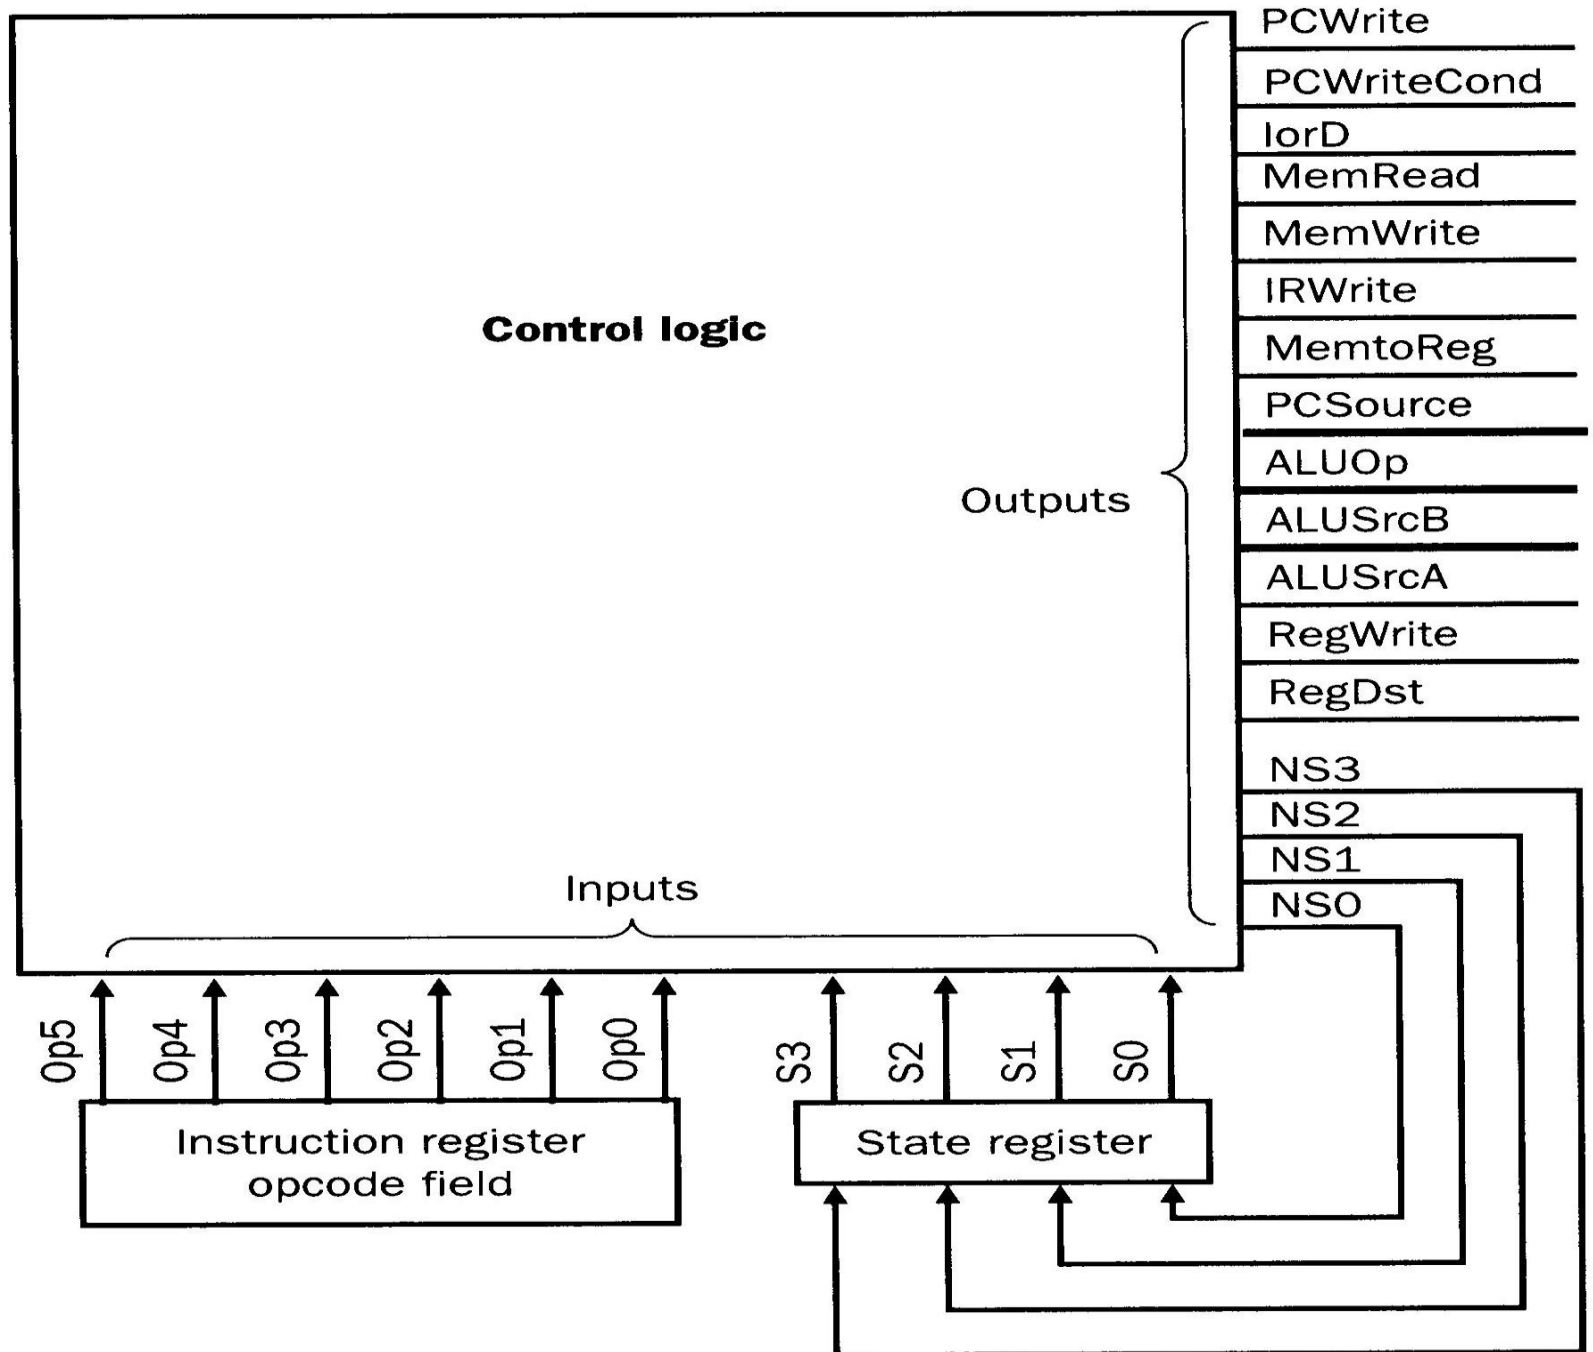 PCWrite
PCWriteCond
IorD
MemRead
MemWrite
IRWrite
MemtoReg
PCSource
ALUOp
ALUSrcB
ALUSrcA
RegWrite
RegDst
NS3
NS2
NS1
NS0
Control logic
Outputs
Inputs
Op5
Op4
Op3
Op2
Op1
Op0
S3
S2
S1
S0
Instruction register
opcode field
State register